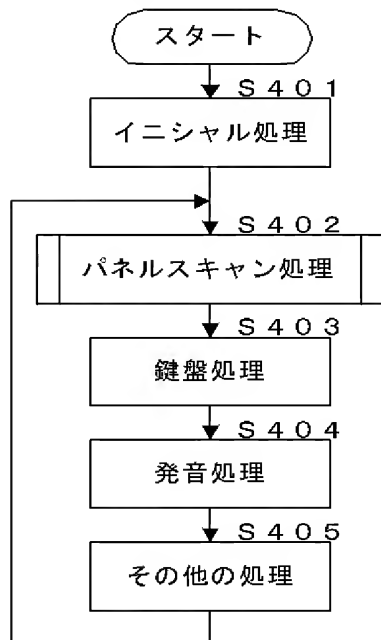 スタート
S401
イニシャル処理
S402
パネルスキャン処理
S403
鍵盤処理
S404
発音処理
S405
その他の処理